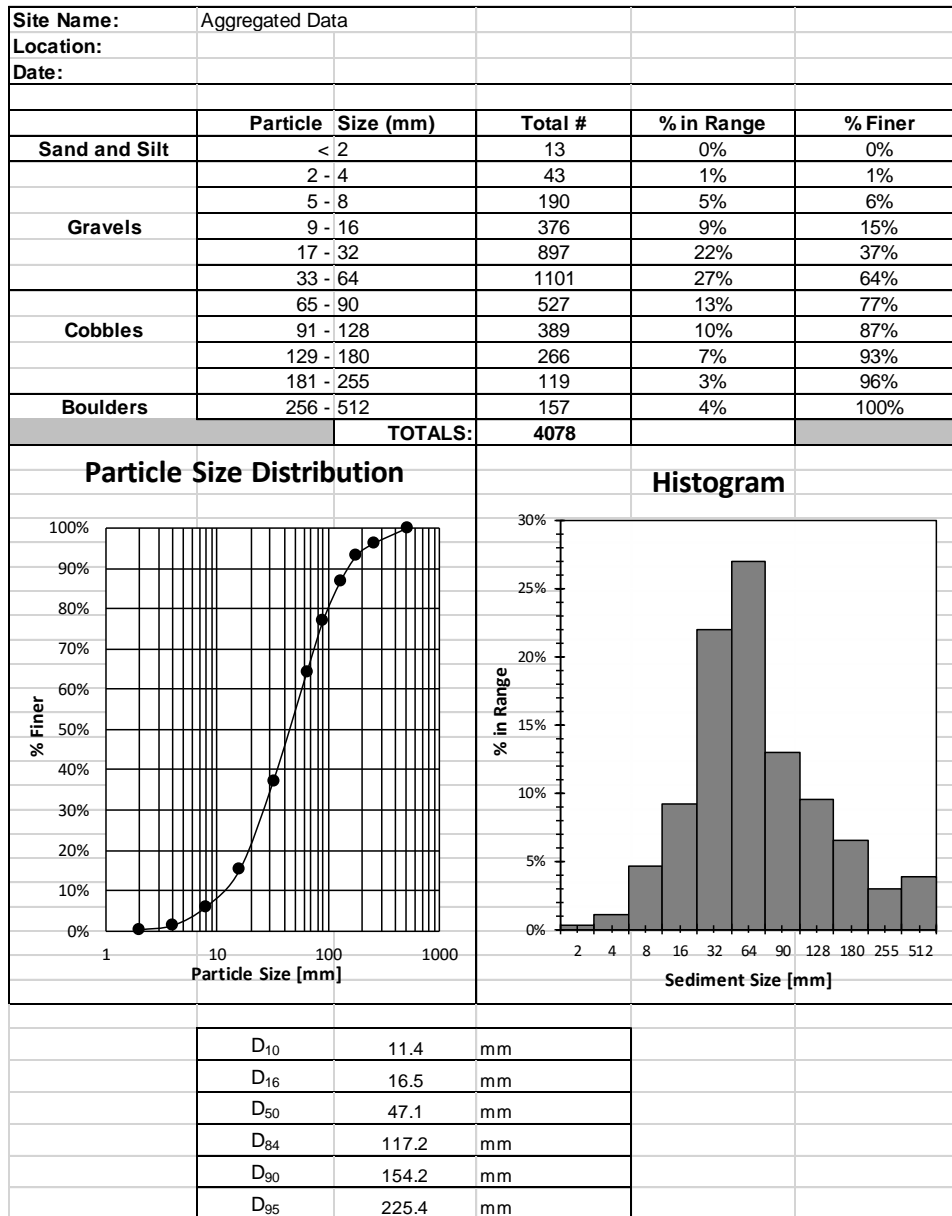 Site Name: Aggregated Data
Location:
Date:
Particle Size (mm) Total # % in Range % Finer
Sand and Silt < 2 13 0% 0%
2 - 4 43 1% 1%
5 - 8 190 5% 6%
Gravels 9 - 16 376 9% 15%
17 - 32 897 22% 37%
33 - 64 1101 27% 64%
65 - 90 527 13% 77%
Cobbles 91 - 128 389 10% 87%
129 - 180 266 7% 93%
181 - 255 119 3% 96%
Boulders 256 - 512 157 4% 100%
TOTALS: 4078
Particle Size Distribution
100%
90%
80%
70%
60%
50%
40%
30%
20%
10%
0%
% Finer
1 10 100 1000
Particle Size [mm]
Histogram
30%
25%
20%
15%
10%
5%
0%
% in Range
2 4 8 16 32 64 90 128 180 255 512
Sediment Size [mm]
D10 11.4 mm
D16 16.5 mm
D50 47.1 mm
D84 117.2 mm
D90 154.2 mm
D95 225.4 mm